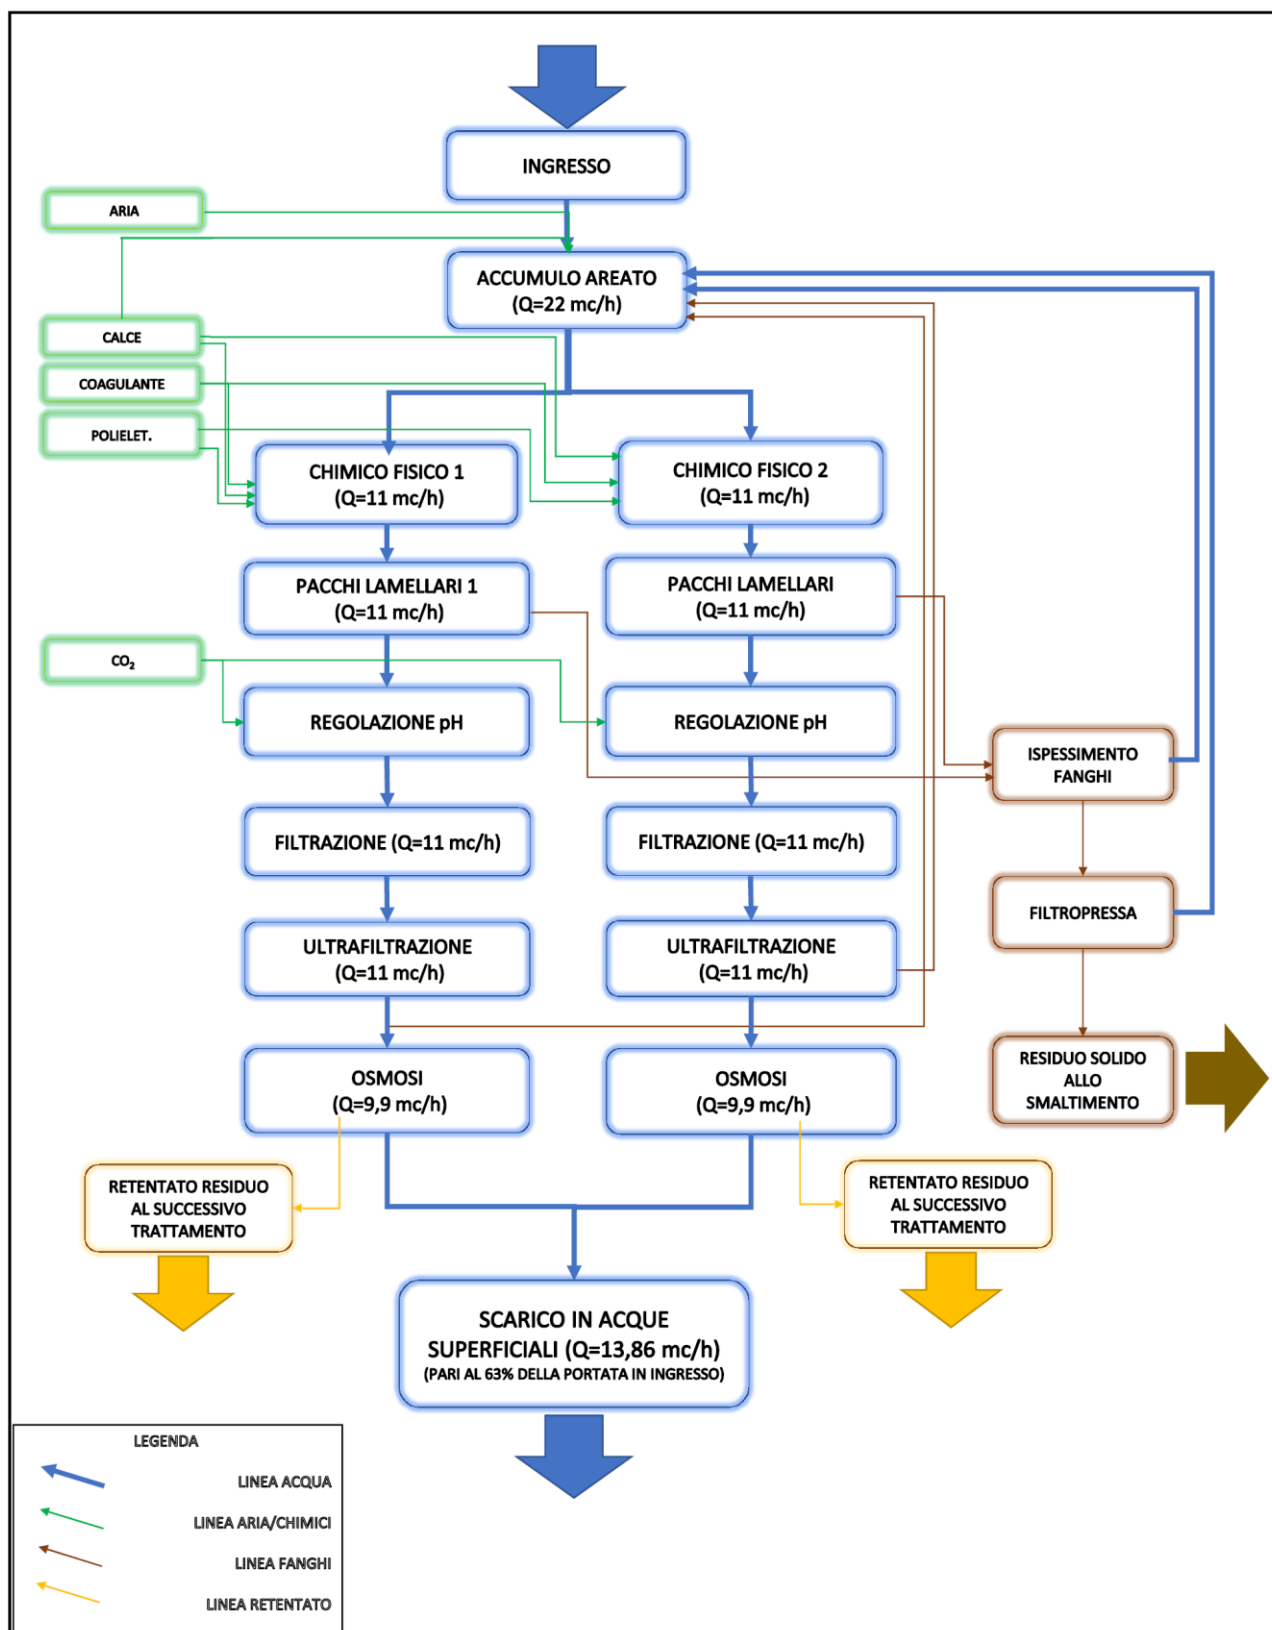 INGRESSO
ARIA
ACCUMULO AREATO
(Q=22 mc/h)
CALCE
COAGULANTE
POLIELET.
CHIMICO FISICO 1
(Q=11 mc/h)
CHIMICO FISICO 2
(Q=11 mc/h)
PACCHI LAMELLARI 1
(Q=11 mc/h)
PACCHI LAMELLARI
(Q=11 mc/h)
CO₂
REGOLAZIONE pH
REGOLAZIONE pH
ISPESSIMENTO
FANGHI
FILTRAZIONE (Q=11 mc/h)
FILTRAZIONE (Q=11 mc/h)
FILTROPRESSA
ULTRAFILTRAZIONE
(Q=11 mc/h)
ULTRAFILTRAZIONE
(Q=11 mc/h)
OSMOSI
(Q=9,9 mc/h)
OSMOSI
(Q=9,9 mc/h)
RESIDUO SOLIDO
ALLO
SMALTIMENTO
RETENTATO RESIDUO
AL SUCCESSIVO
TRATTAMENTO
RETENTATO RESIDUO
AL SUCCESSIVO
TRATTAMENTO
SCARICO IN ACQUE
SUPERFICIALI (Q=13,86 mc/h)
(PARI AL 63% DELLA PORTATA IN INGRESSO)
LEGENDA
LINEA ACQUA
LINEA ARIA/CHIMICI
LINEA FANGHI
LINEA RETENTATO